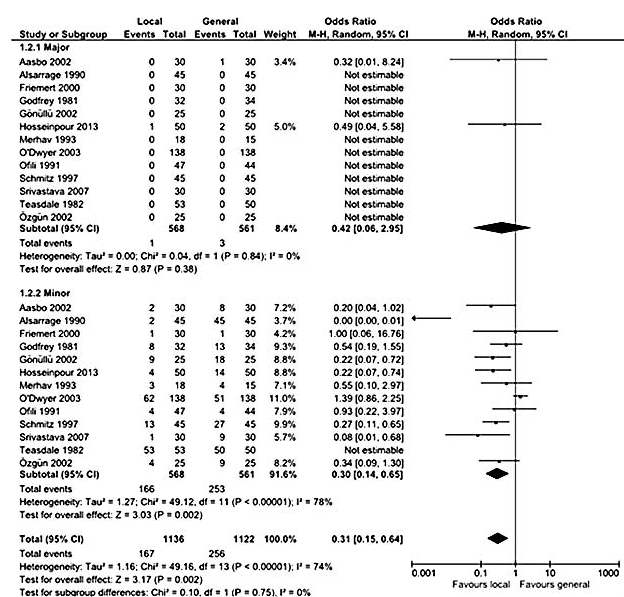 Local General Odds Ratio Odds Ratio
Study or Subgroup Events Total Events Total Weight M-H, Random, 95% CI M-H, Random, 95% CI
1.2.1 Major
Aasbo 2002 0 30 1 30 3.4% 0.32 [0.01, 8.24]
Alsarrage 1990 0 45 0 45 Not estimable
Friemert 2000 0 30 0 30 Not estimable
Godfrey 1981 0 32 0 34 Not estimable
Gönüllü 2002 0 25 0 25 Not estimable
Hosseinpour 2013 1 50 2 50 5.0% 0.49 [0.04, 5.58]
Merhav 1993 0 18 0 15 Not estimable
O'Dwyer 2003 0 138 0 138 Not estimable
Ofili 1991 0 47 0 44 Not estimable
Schmitz 1997 0 45 0 45 Not estimable
Srivastava 2007 0 30 0 30 Not estimable
Teasdale 1982 0 53 0 50 Not estimable
Özgün 2002 0 25 0 25 Not estimable
Subtotal (95% CI) 568 561 8.4% 0.42 [0.06, 2.95]
Total events 1 3
Heterogeneity: Tau² = 0.00; Chi² = 0.04, df = 1 (P = 0.84); I² = 0%
Test for overall effect: Z = 0.87 (P = 0.38)
1.2.2 Minor
Aasbo 2002 2 30 8 30 7.2% 0.20 [0.04, 1.02]
Alsarrage 1990 2 45 45 45 3.7% 0.00 [0.00, 0.01]
Friemert 2000 1 30 1 30 4.2% 1.00 [0.06, 16.76]
Godfrey 1981 8 32 13 34 8.9% 0.54 [0.19, 1.55]
Gönüllü 2002 9 25 18 25 8.8% 0.22 [0.07, 0.72]
Hosseinpour 2013 4 50 14 50 8.7% 0.22 [0.07, 0.74]
Merhav 1993 3 18 4 15 7.1% 0.55 [0.10, 2.97]
O'Dwyer 2003 62 138 51 138 11.0% 1.39 [0.86, 2.25]
Ofili 1991 4 47 4 44 7.9% 0.93 [0.22, 3.97]
Schmitz 1997 13 45 27 45 9.8% 0.27 [0.11, 0.65]
Srivastava 2007 1 30 9 30 5.7% 0.08 [0.01, 0.68]
Teasdale 1982 53 53 50 50 Not estimable
Özgün 2002 4 25 9 25 8.2% 0.34 [0.09, 1.30]
Subtotal (95% CI) 568 561 91.6% 0.30 [0.14, 0.65]
Total events 166 253
Heterogeneity: Tau² = 1.27; Chi² = 49.12, df = 11 (P < 0.00001); I² = 78%
Test for overall effect: Z = 3.03 (P = 0.002)
Total (95% CI) 1136 1122 100.0% 0.31 [0.15, 0.64]
Total events 167 256
Heterogeneity: Tau² = 1.16; Chi² = 49.16, df = 13 (P < 0.00001); I² = 74%
Test for overall effect: Z = 3.17 (P = 0.002)
Test for subgroup differences: Chi² = 0.10, df = 1 (P = 0.75), I² = 0%
0.001 0.1 1 10 1000
Favours local Favours general